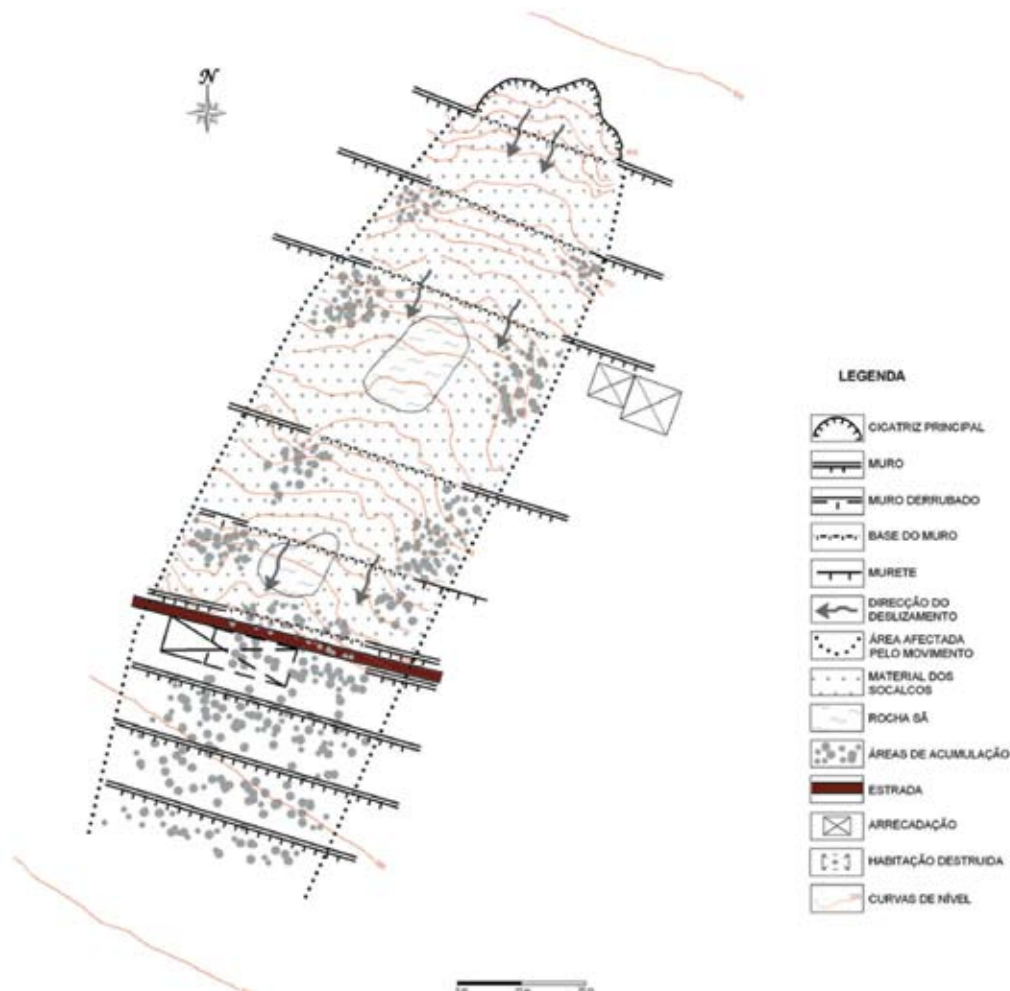 N
LEGENDA
CICATRIZ PRINCIPAL
MURO
MURO DERRUBADO
BASE DO MURO
MURETE
DIRECÇÃO DO
DESLIZAMENTO
ÁREA AFECTADA
PELO MOVIMENTO
MATERIAL DOS
SOCALCOS
ROCHA SÃ
ÁREAS DE ACUMULAÇÃO
ESTRADA
ARRECADAÇÃO
HABITAÇÃO DESTRUIDA
CURVAS DE NÍVEL